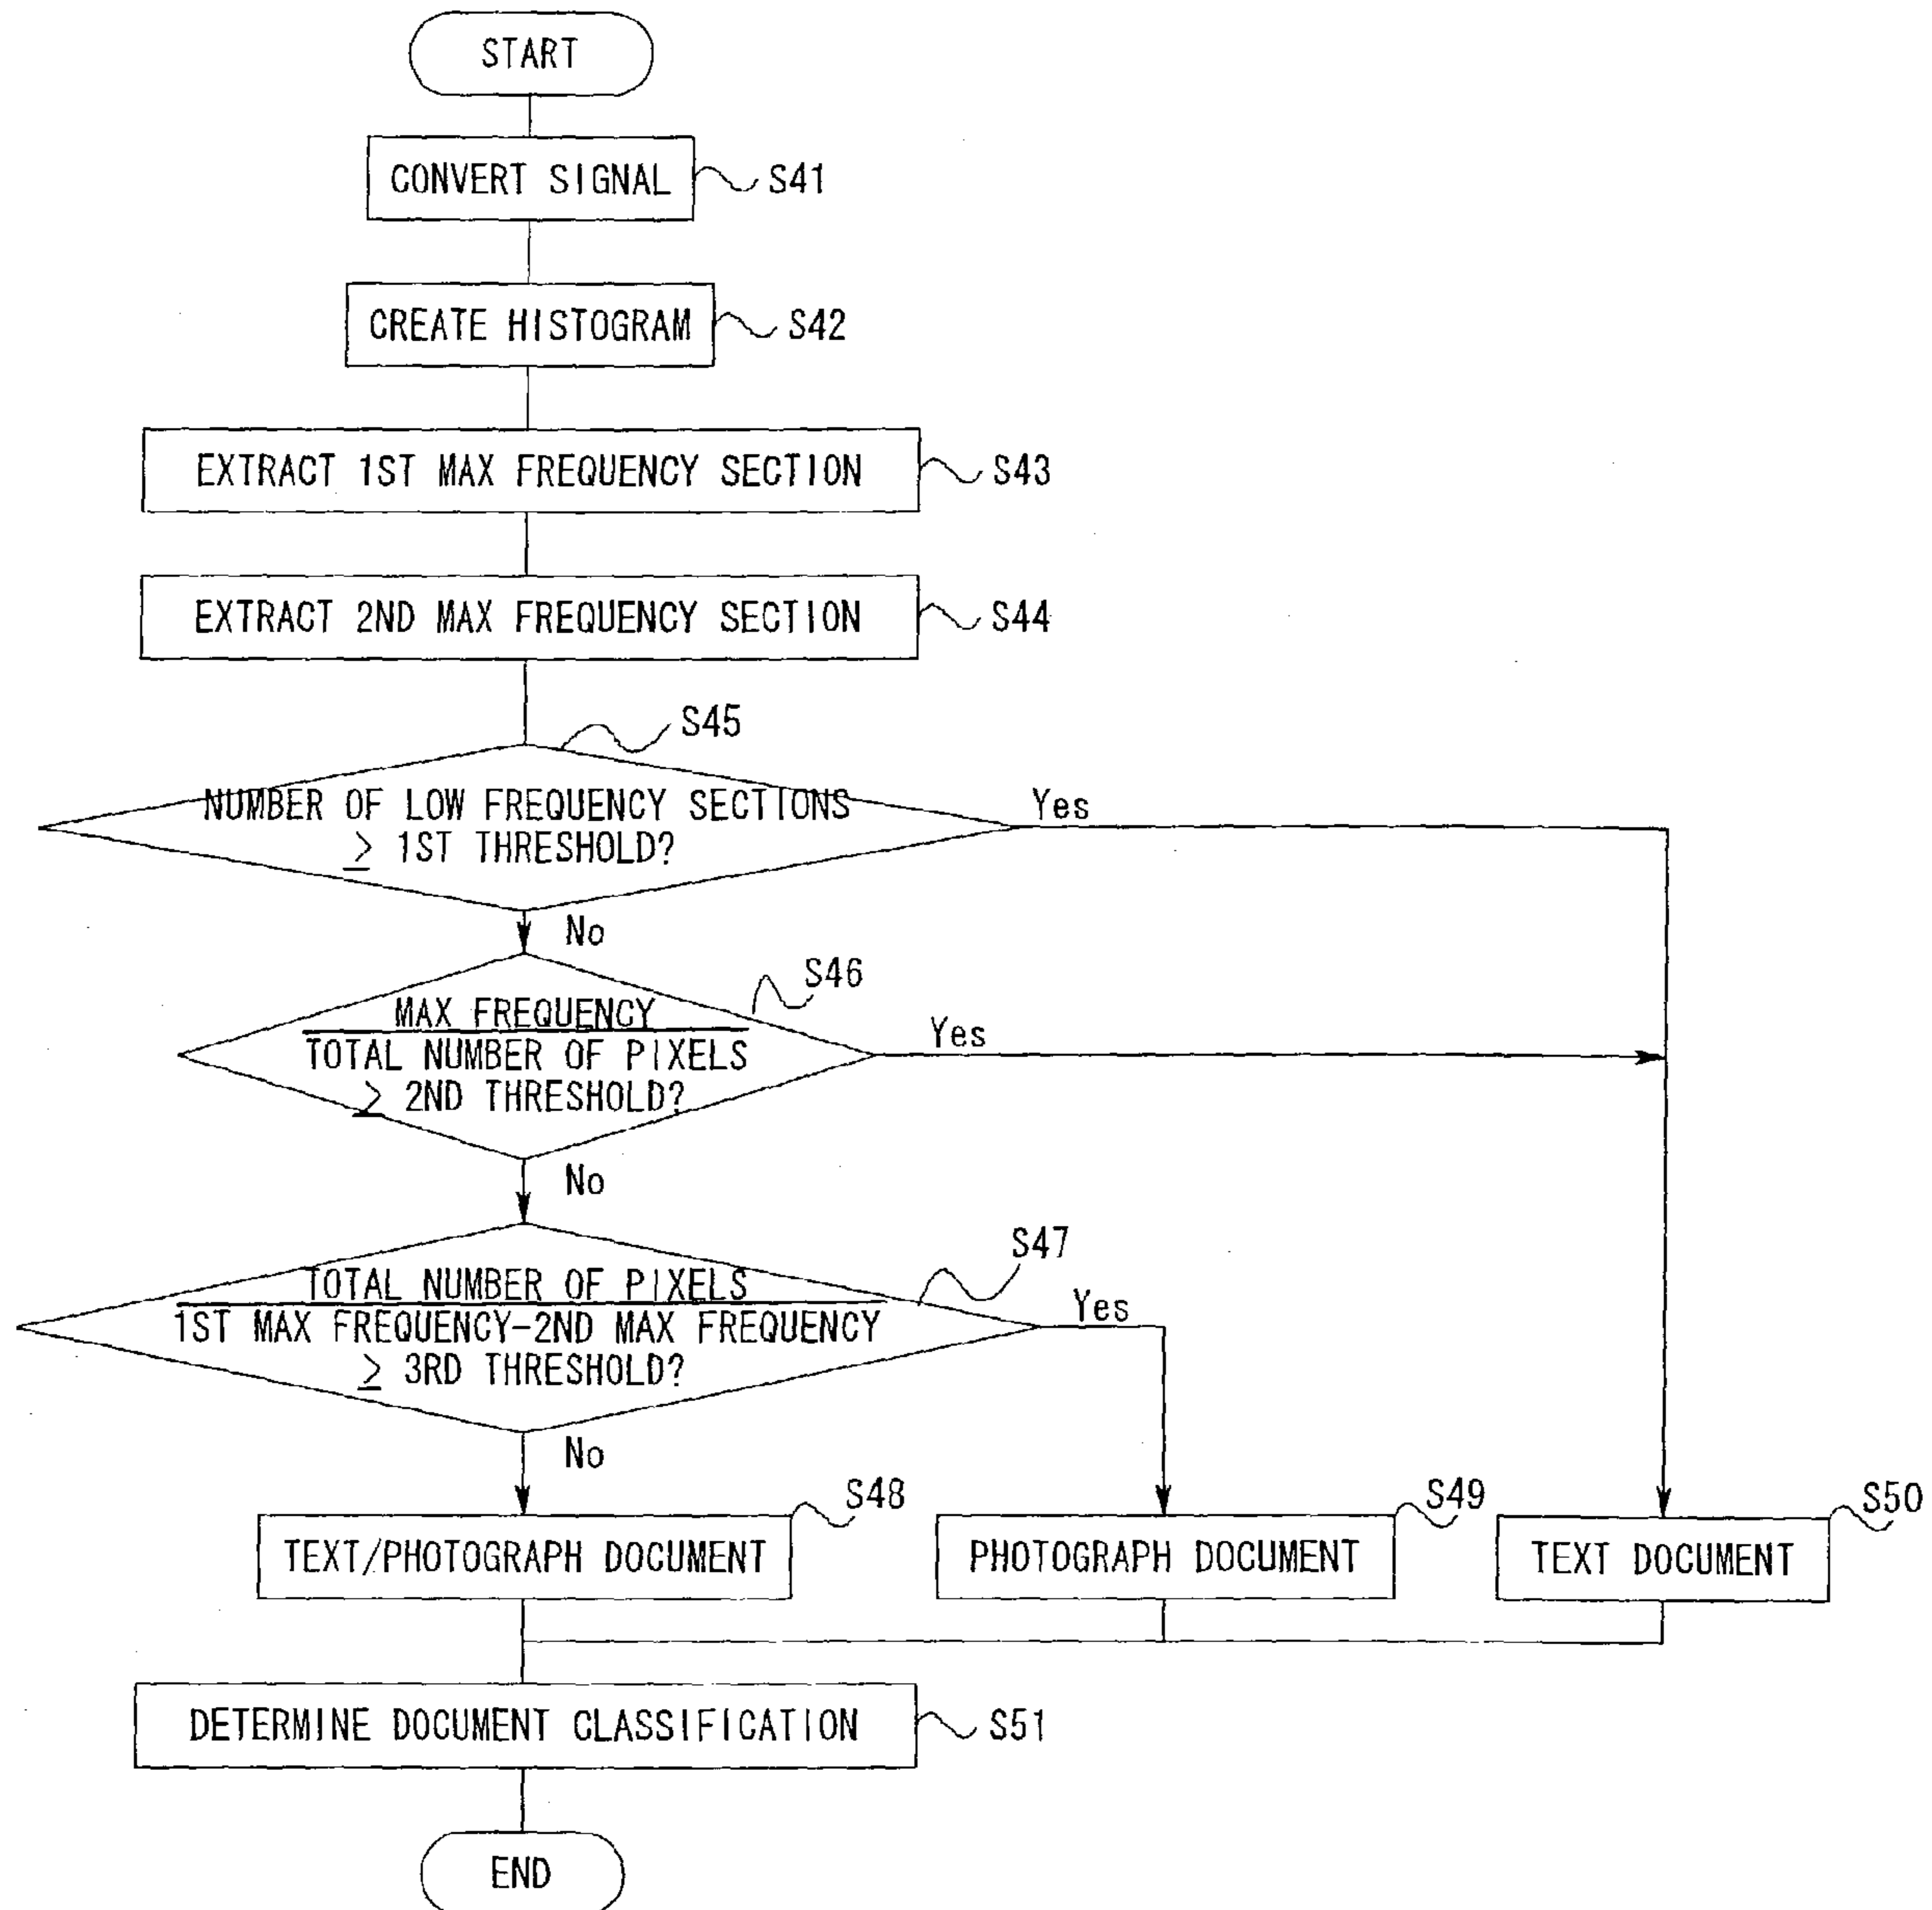 START
CONVERT SIGNAL S41
CREATE HISTOGRAM S42
EXTRACT 1ST MAX FREQUENCY SECTION S43
EXTRACT 2ND MAX FREQUENCY SECTION S44
S45
NUMBER OF LOW FREQUENCY SECTIONS
≥ 1ST THRESHOLD?
Yes
No
S46
MAX FREQUENCY
TOTAL NUMBER OF PIXELS
≥ 2ND THRESHOLD?
Yes
No
S47
TOTAL NUMBER OF PIXELS
1ST MAX FREQUENCY-2ND MAX FREQUENCY
≥ 3RD THRESHOLD?
Yes
No
S48
TEXT/PHOTOGRAPH DOCUMENT
S49
PHOTOGRAPH DOCUMENT
S50
TEXT DOCUMENT
DETERMINE DOCUMENT CLASSIFICATION S51
END